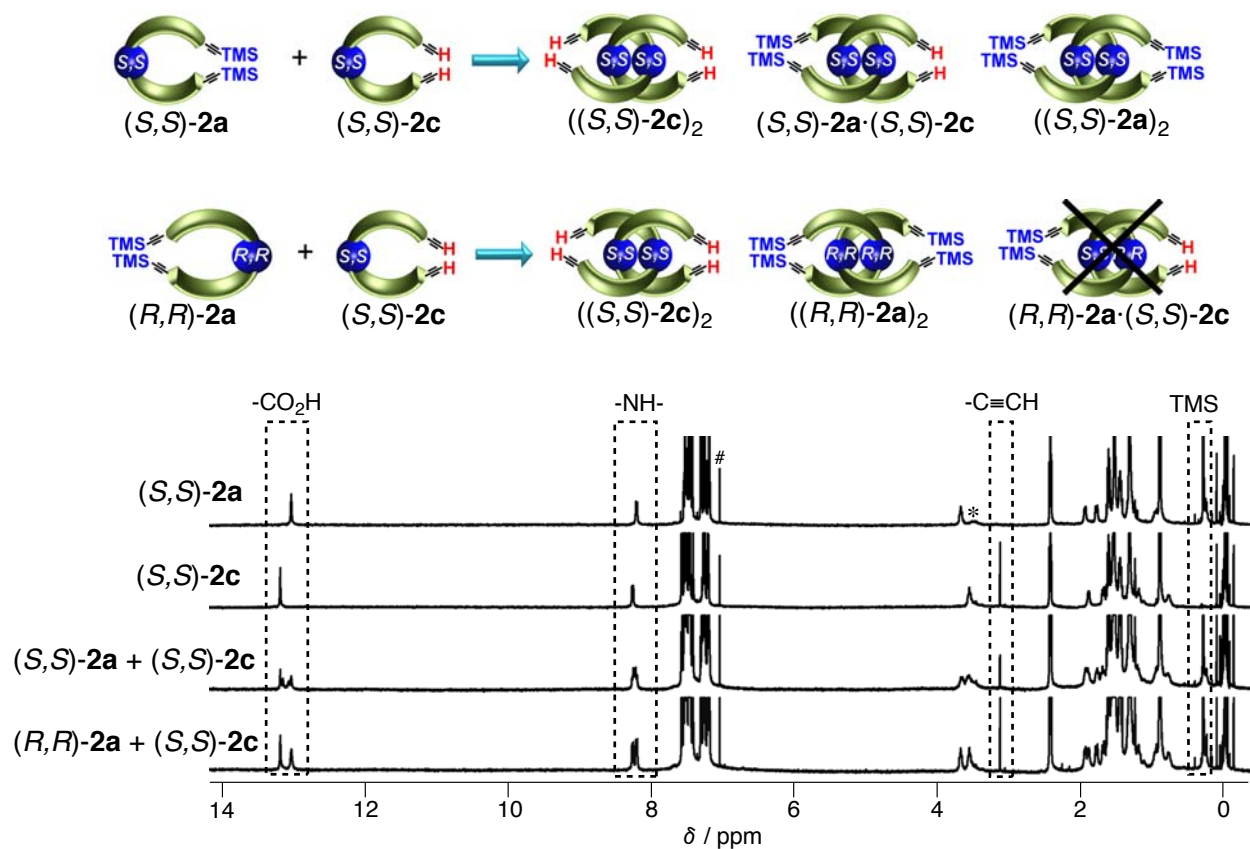 TMS TMS S,S + S,S H H H H S,S S,S H H TMS TMS S,S S,S H H TMS TMS S,S S,S TMS TMS
(S,S)-2a (S,S)-2c ((S,S)-2c)2 (S,S)-2a·(S,S)-2c ((S,S)-2a)2
TMS TMS R,R + S,S H H H H S,S S,S H H TMS TMS R,R R,R TMS TMS TMS TMS H H
(R,R)-2a (S,S)-2c ((S,S)-2c)2 ((R,R)-2a)2 (R,R)-2a·(S,S)-2c
-CO2H -NH- -C≡CH TMS
(S,S)-2a # *
(S,S)-2c
(S,S)-2a + (S,S)-2c
(R,R)-2a + (S,S)-2c
14 12 10 8 6 4 2 0
δ / ppm